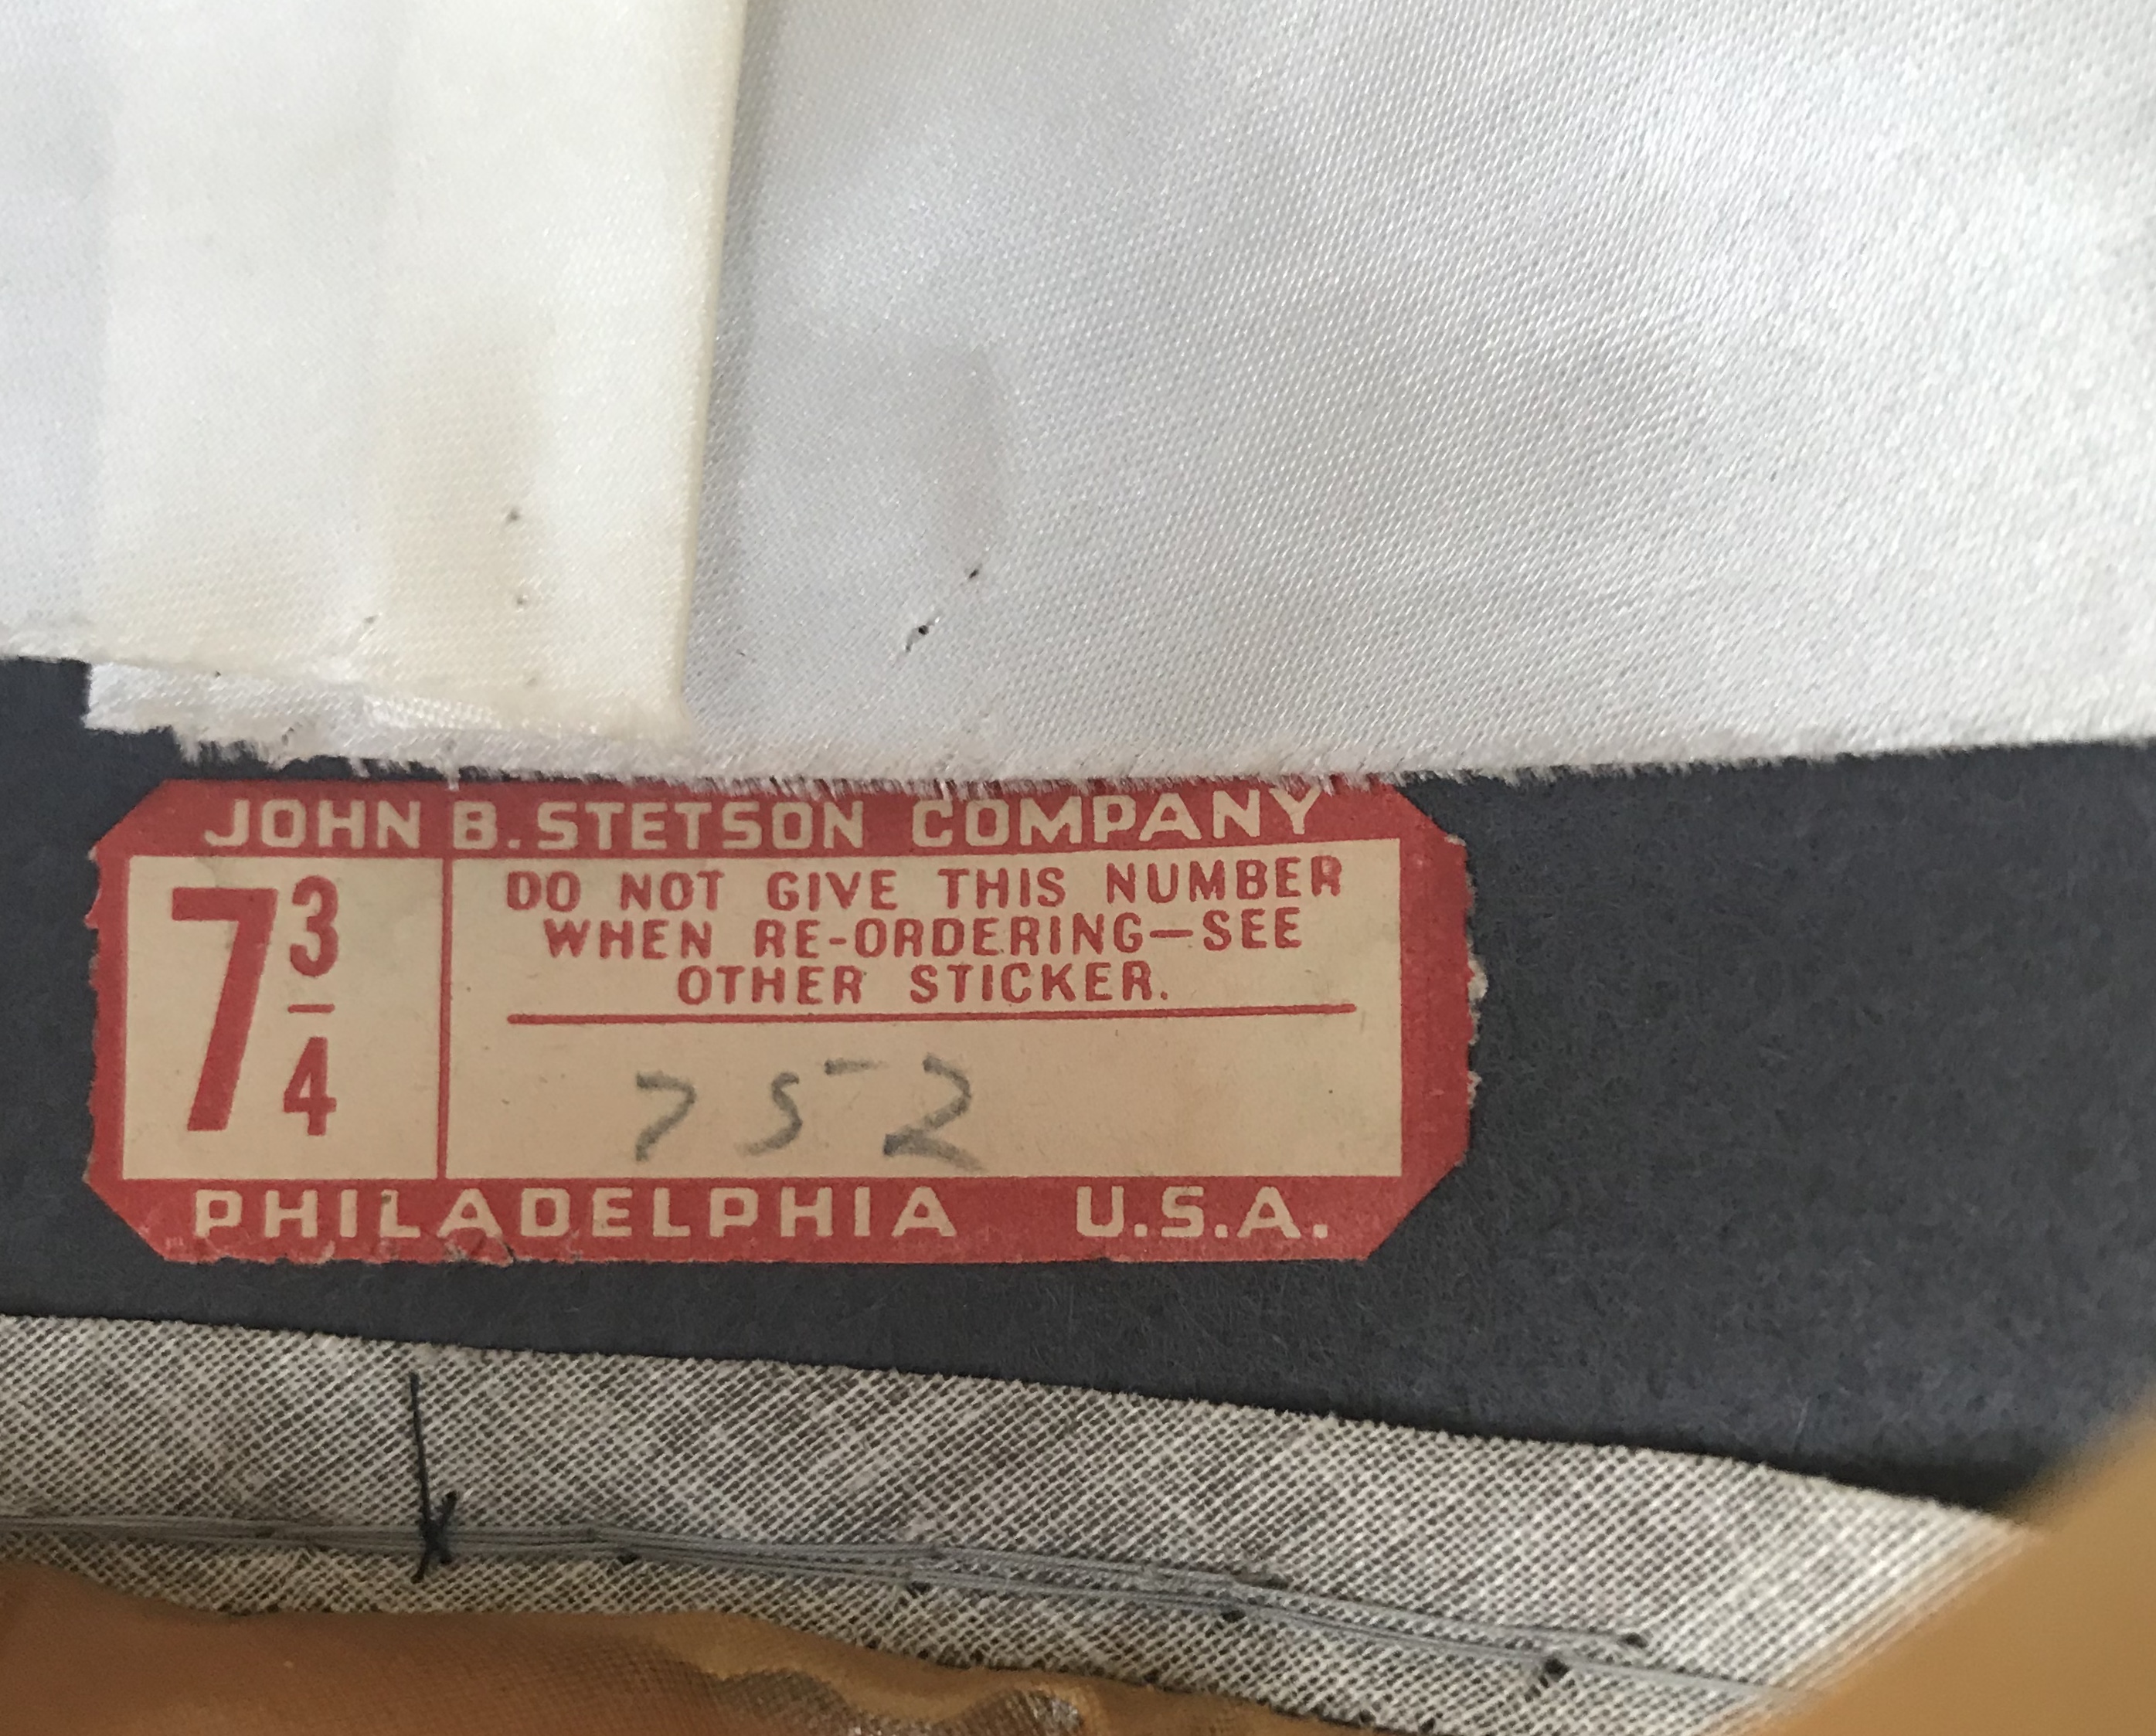 JOHN B. STETSON COMPANY
7 3/4
DO NOT GIVE THIS NUMBER
WHEN RE-ORDERING—SEE
OTHER STICKER.
752
PHILADELPHIA U.S.A.